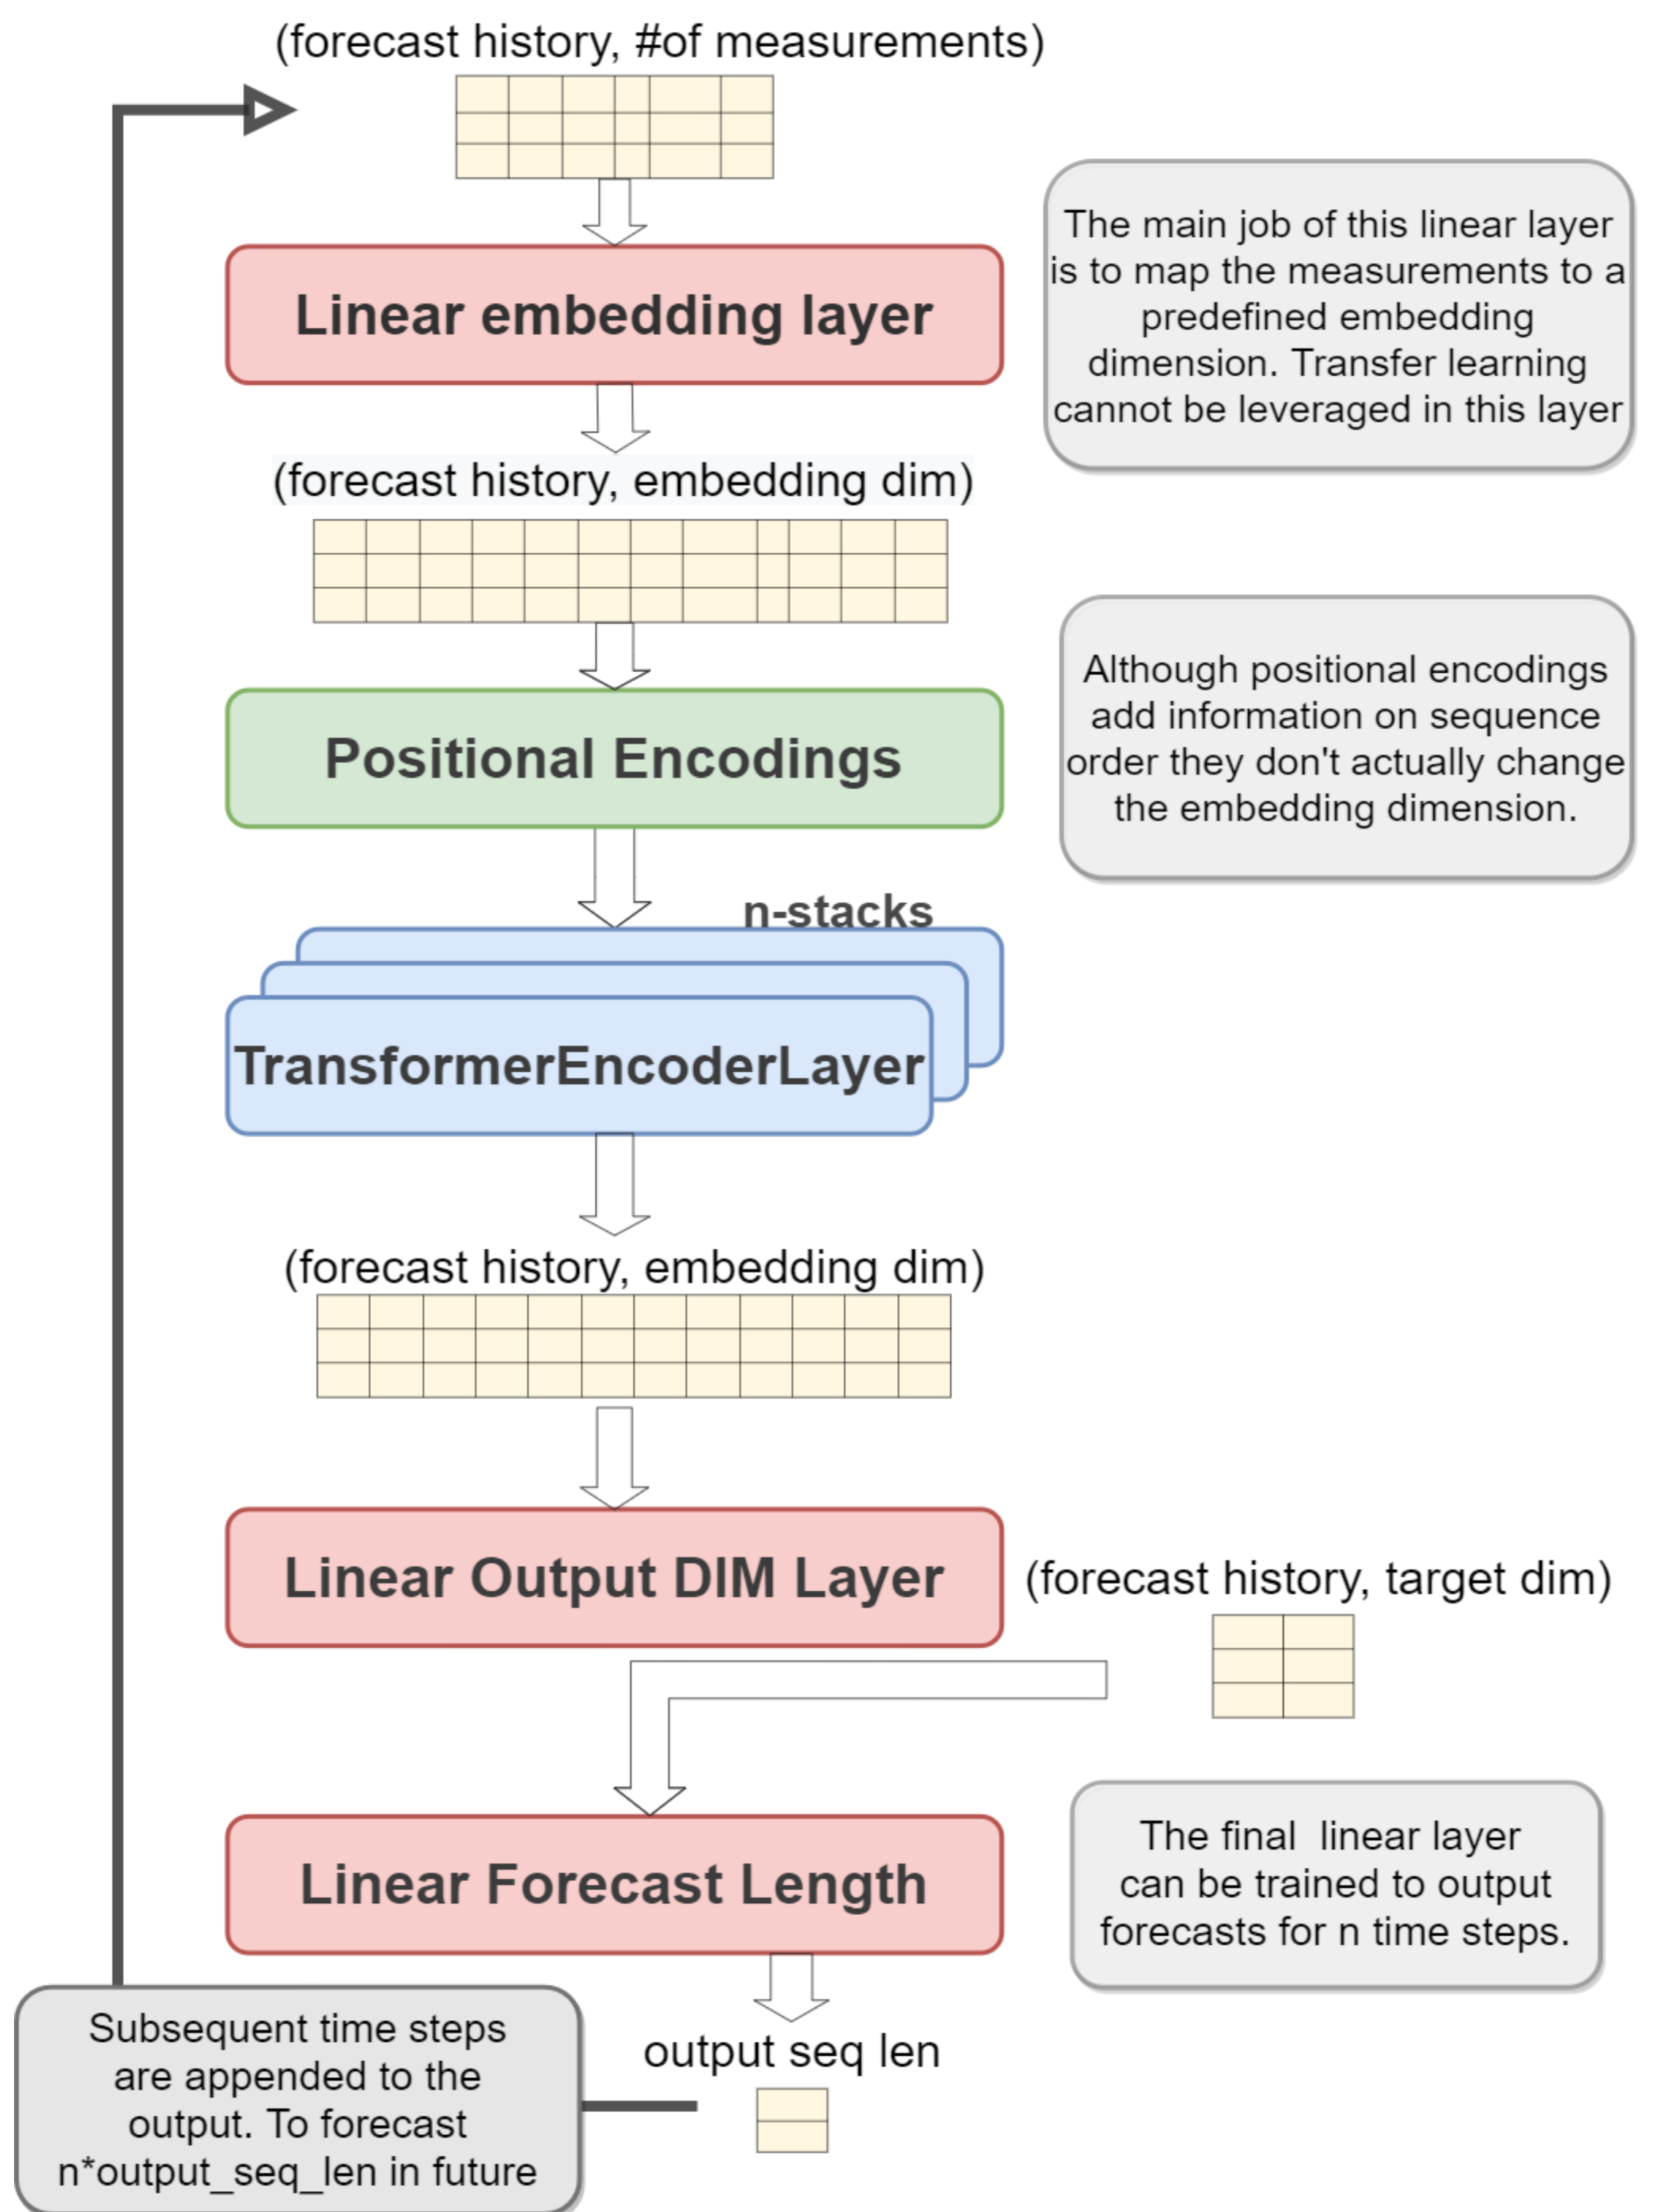 (forecast history, #of measurements)
The main job of this linear layer
is to map the measurements to a
predefined embedding
dimension. Transfer learning
cannot be leveraged in this layer
Linear embedding layer
(forecast history, embedding dim)
Although positional encodings
add information on sequence
order they don't actually change
the embedding dimension.
Positional Encodings
n-stacks
TransformerEncoderLayer
(forecast history, embedding dim)
Linear Output DIM Layer
(forecast history, target dim)
Linear Forecast Length
The final  linear layer
can be trained to output
forecasts for n time steps.
Subsequent time steps
are appended to the
output. To forecast
n*output_seq_len in future
output seq len